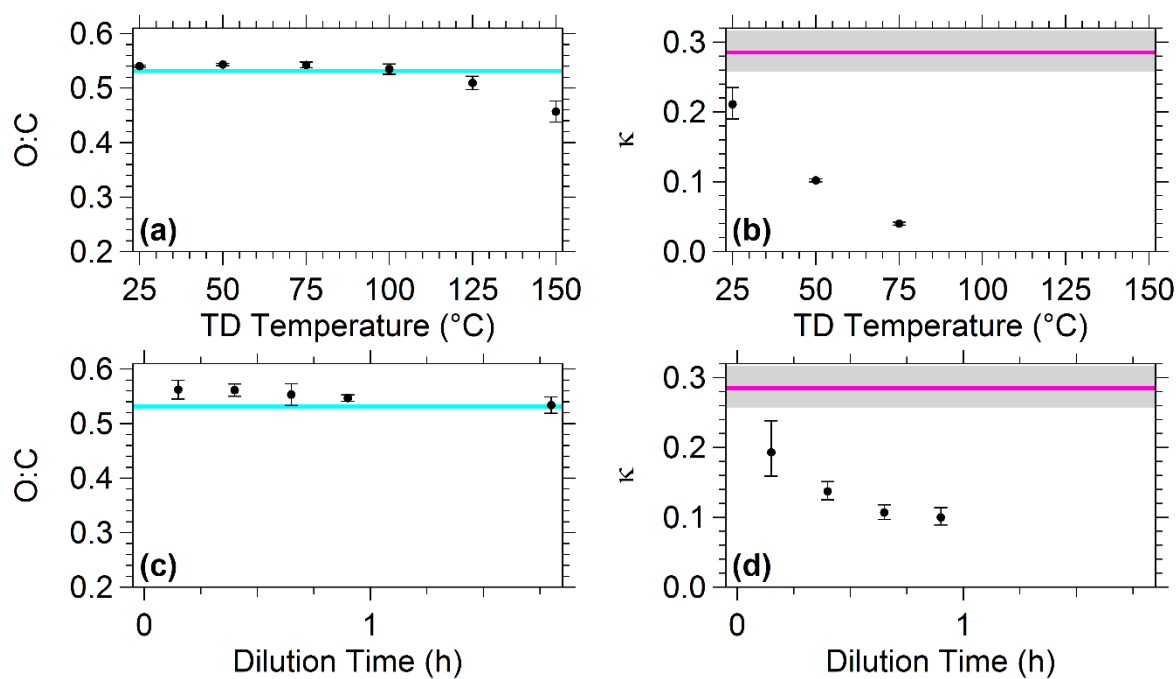 0.6
0.5
0.4
0.3
0.2
O:C
(a)
25 50 75 100 125 150
TD Temperature (°C)
0.3
0.2
0.1
0.0
κ
(b)
25 50 75 100 125 150
TD Temperature (°C)
0.6
0.5
0.4
0.3
0.2
O:C
(c)
0 1
Dilution Time (h)
0.3
0.2
0.1
0.0
κ
(d)
0 1
Dilution Time (h)